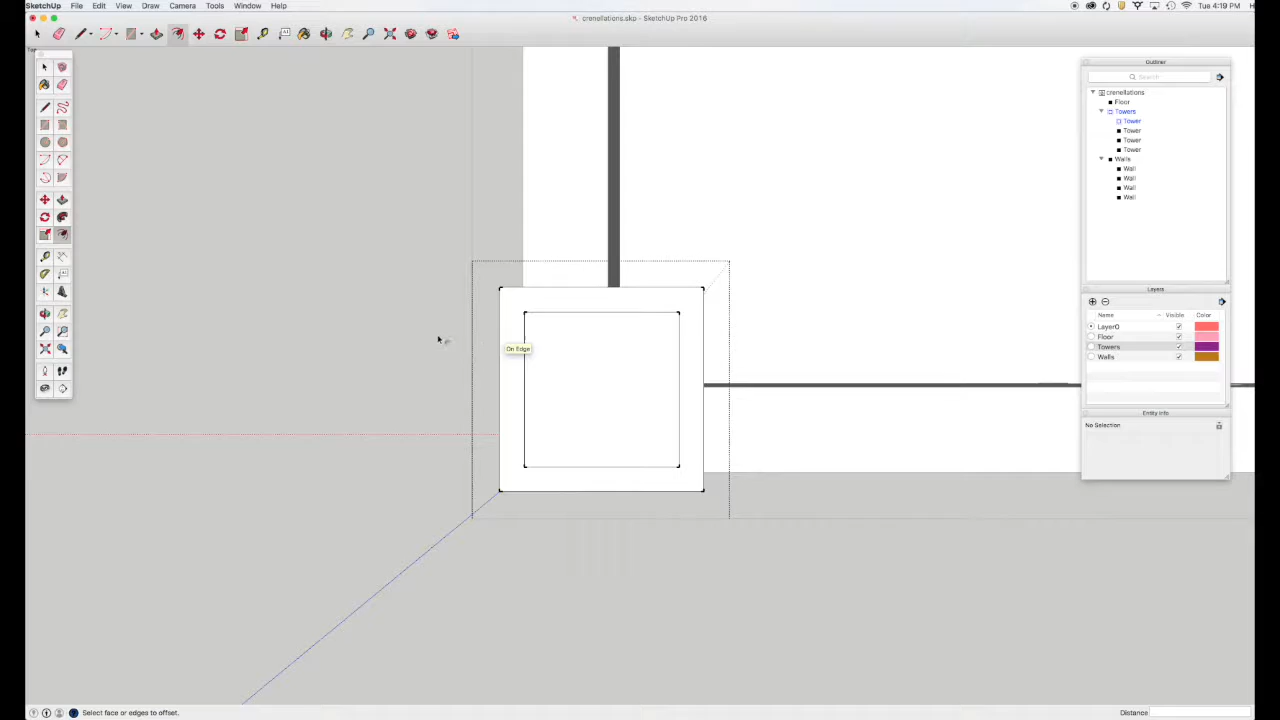 SketchUp File Edit View Draw Camera Tools Window Help
Tue 4:19 PM
crenellations.skp - SketchUp Pro 2016
Outliner
Search
crenellations
Floor
Towers
Tower
Tower
Tower
Tower
Walls
Wall
Wall
Wall
Wall
On Edge
Layers
Name Visible Color
Layer0
Floor
Towers
Walls
Entity Info
No Selection
Select face or edges to offset.
Distance